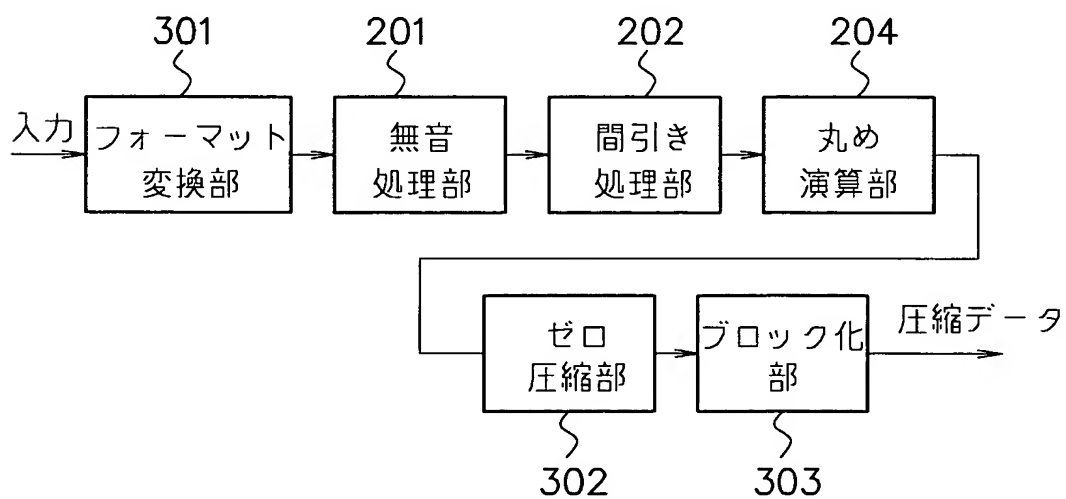 301
201
202
204
入力
フォーマット
変換部
無音
処理部
間引き
処理部
丸め
演算部
ゼロ
圧縮部
ブロック化
部
圧縮データ
302
303